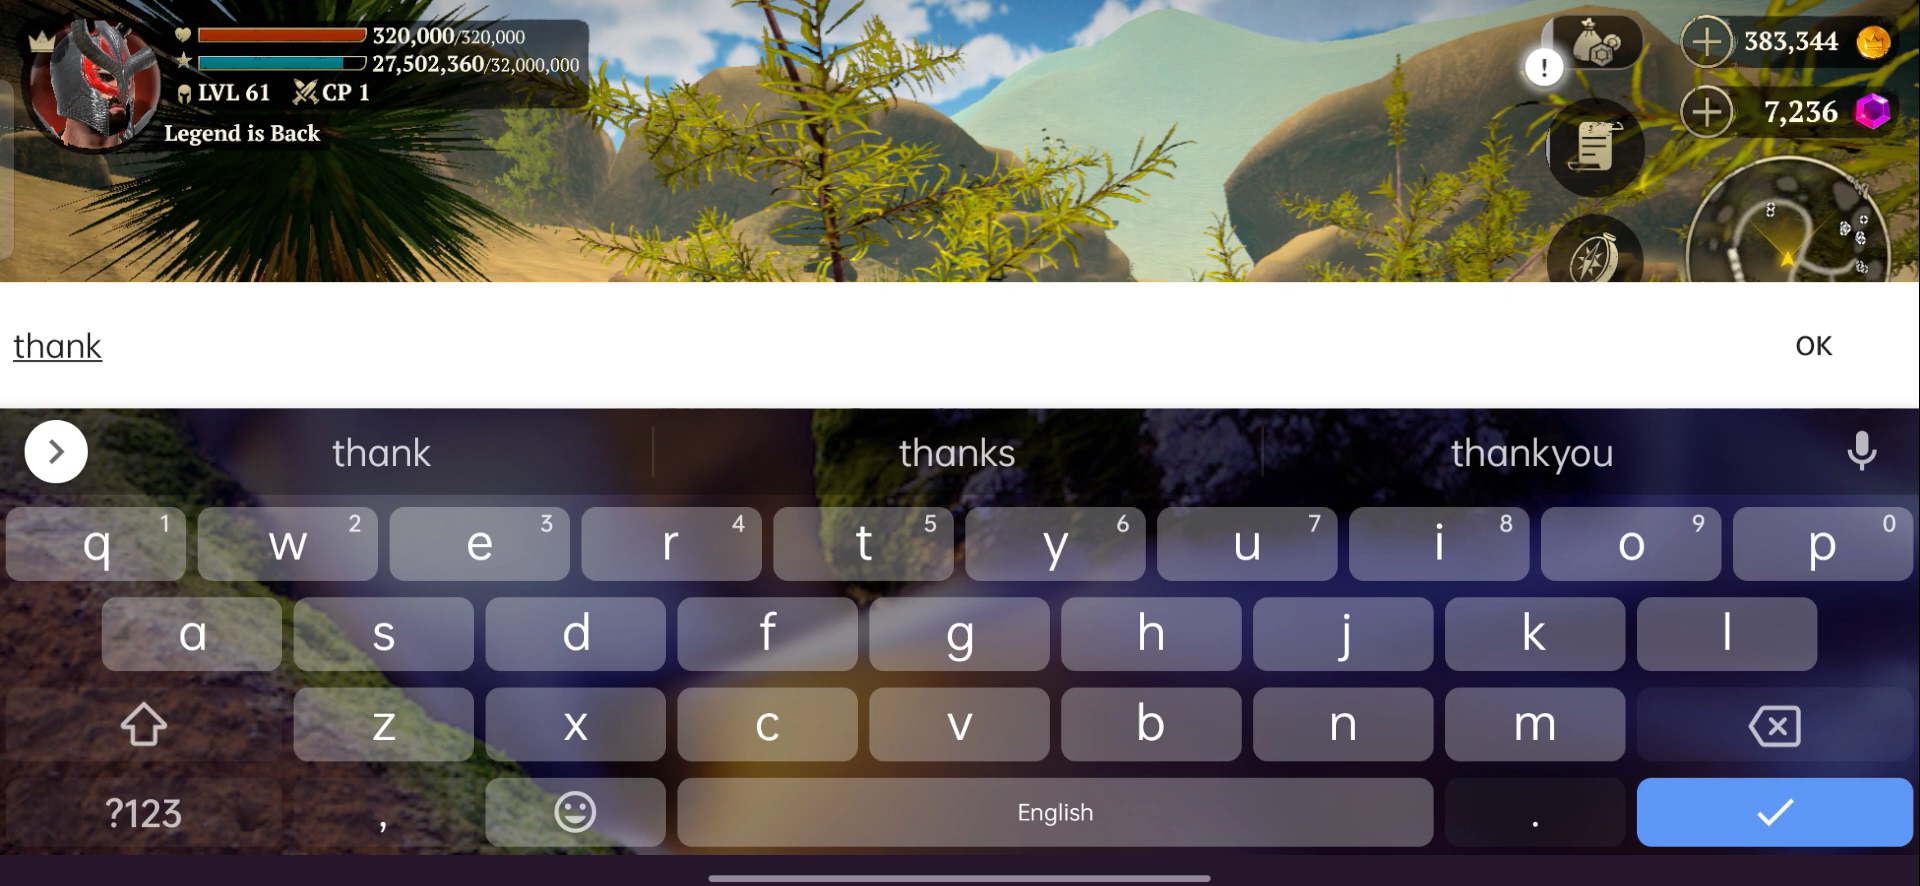 320,000/320,000
383,344
27,502,360/32,000,000
LVL 61 CP 1
!
7,236
Legend is Back
thank
OK
thank thanks thankyou
q 1 w 2 e 3 r 4 t 5 y 6 u 7 i 8 o 9 p 0
a s d f g h j k l
z x c v b n m
?123 , English .